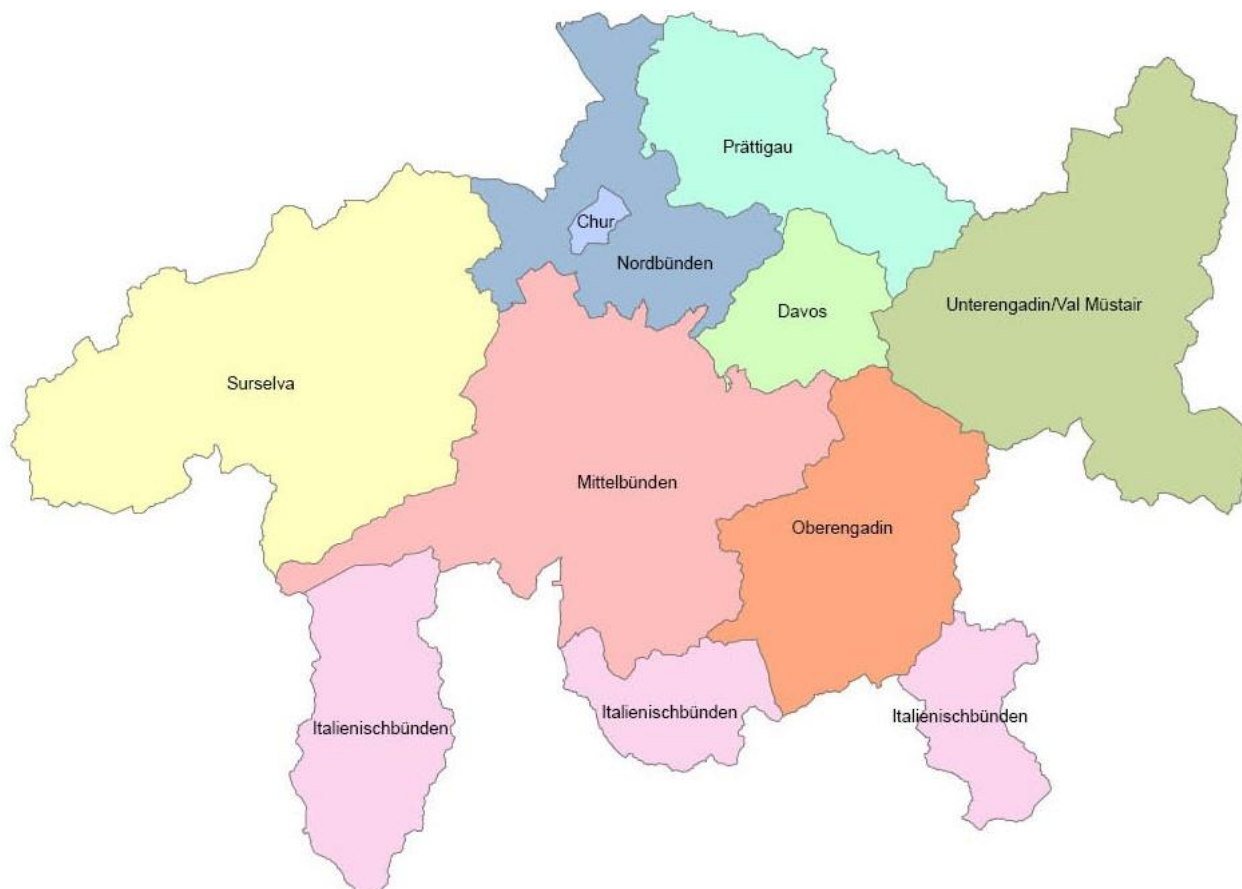 Prättigau
Chur
Nordbünden
Unterengadin/Val Müstair
Davos
Surselva
Mittelbünden
Oberengadin
Italienischbünden
Italienischbünden
Italienischbünden